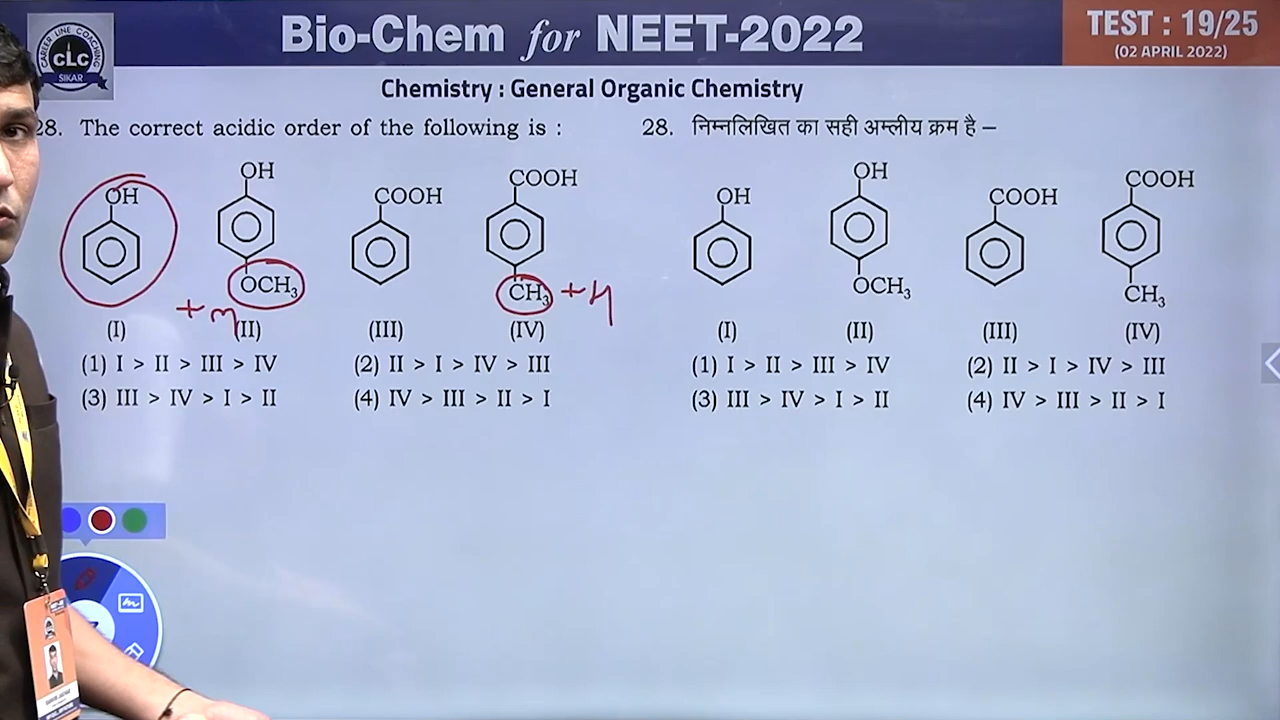 CAREER LINE COACHING
CLC
SIKAR
Bio-Chem for NEET-2022
TEST : 19/25
(02 APRIL 2022)
Chemistry : General Organic Chemistry
28. The correct acidic order of the following is :
OH
OH
COOH
COOH
OCH3
CH3
+m
+H
(I)
(II)
(III)
(IV)
(1) I > II > III > IV
(2) II > I > IV > III
(3) III > IV > I > II
(4) IV > III > II > I
28. निम्नलिखित का सही अम्लीय क्रम है –
OH
OH
COOH
COOH
OCH3
CH3
(I)
(II)
(III)
(IV)
(1) I > II > III > IV
(2) II > I > IV > III
(3) III > IV > I > II
(4) IV > III > II > I